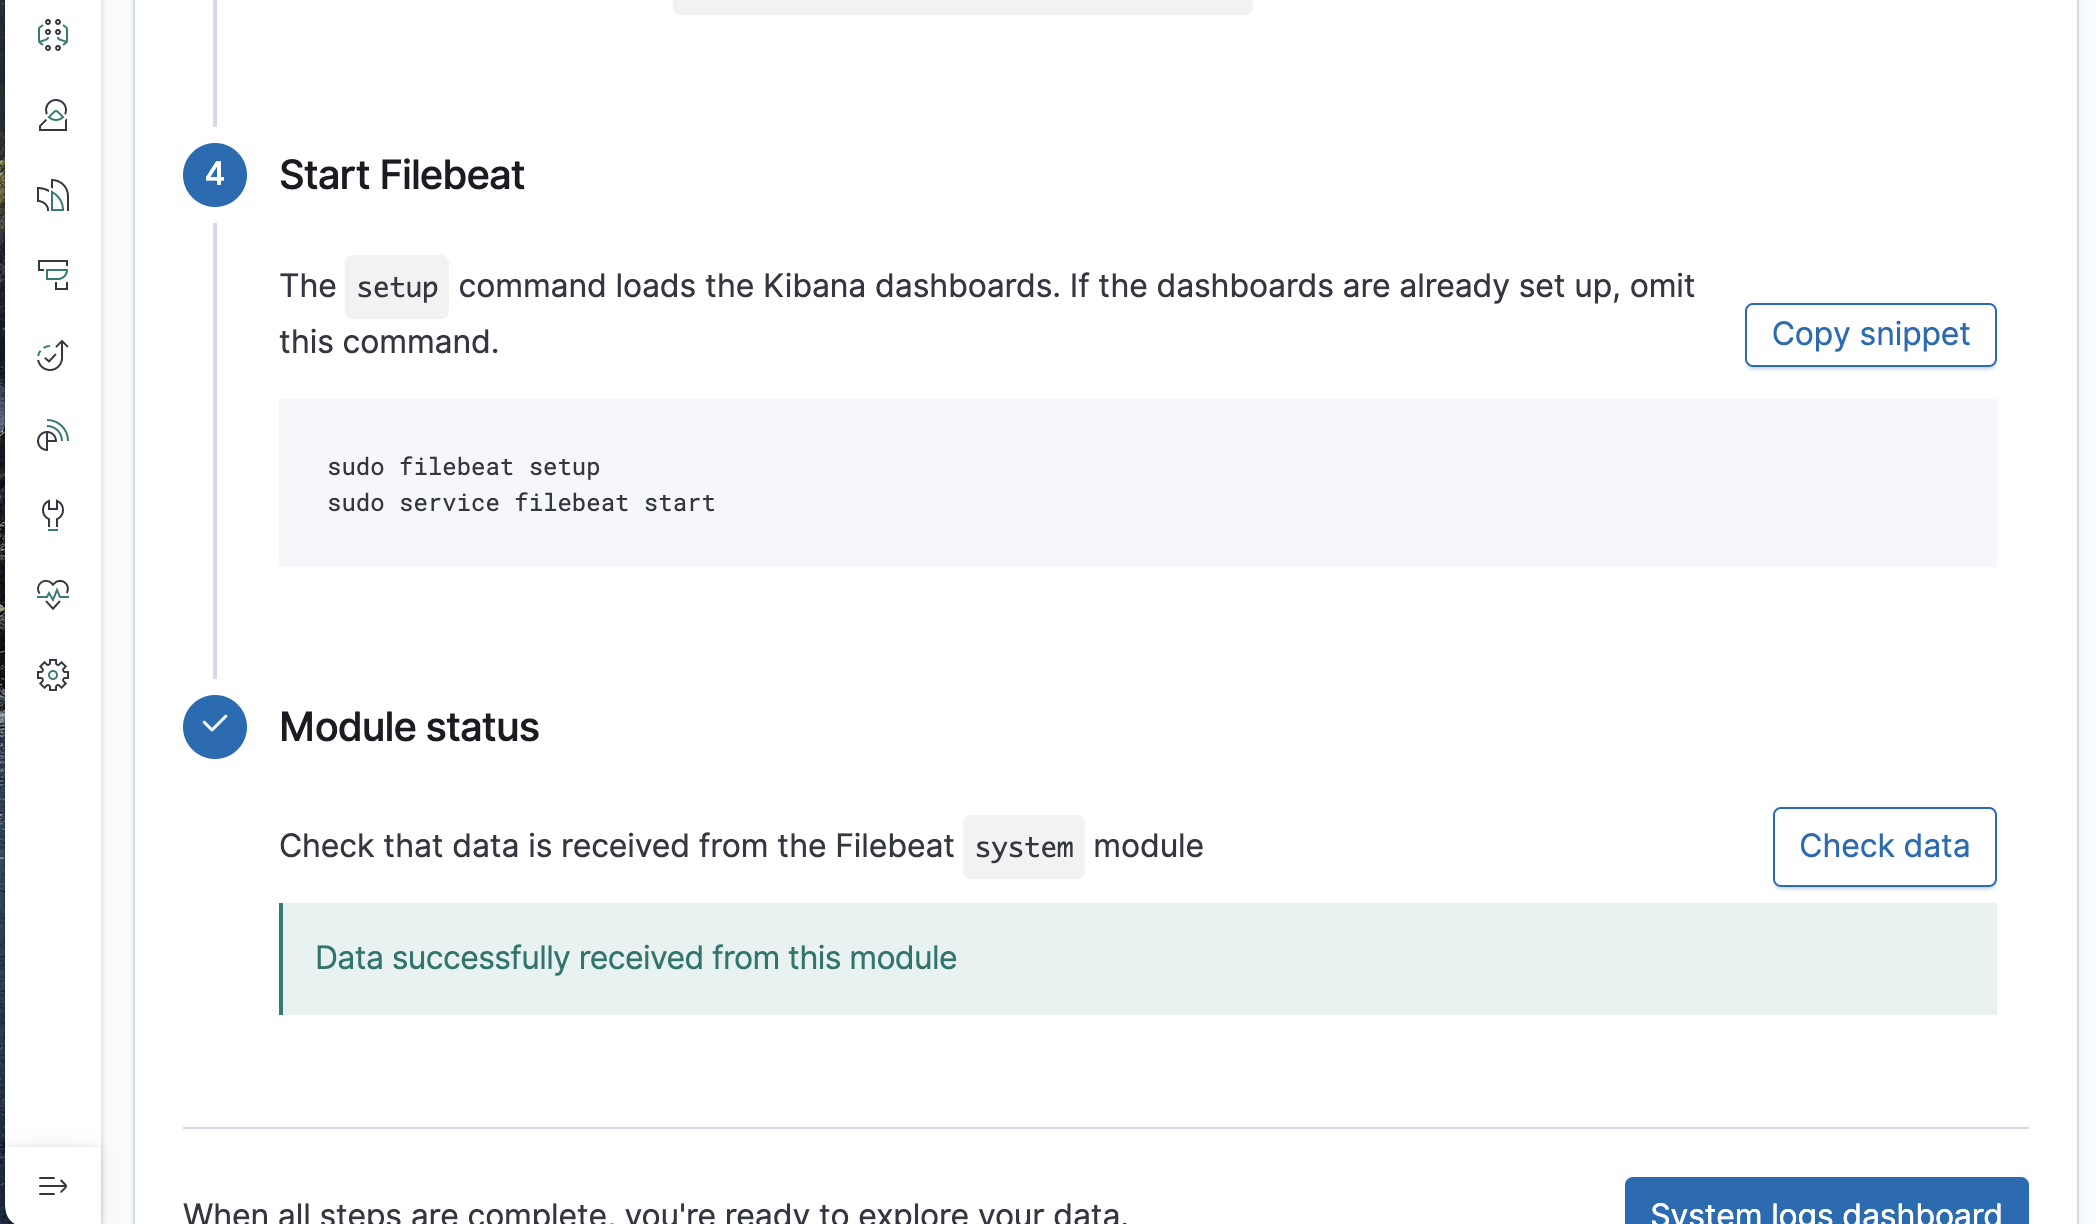 4
Start Filebeat
The setup command loads the Kibana dashboards. If the dashboards are already set up, omit
this command.
Copy snippet
sudo filebeat setup
sudo service filebeat start
Module status
Check that data is received from the Filebeat system module
Check data
Data successfully received from this module
When all steps are complete, you're ready to explore your data.
System logs dashboard